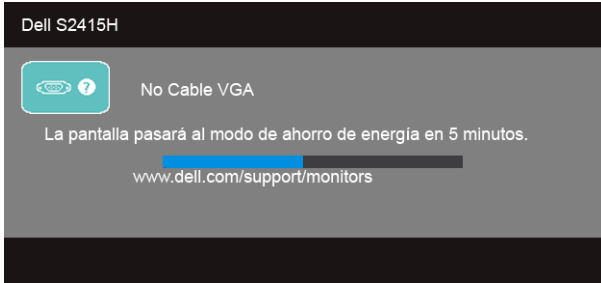 Dell S2415H
No Cable VGA
La pantalla pasará al modo de ahorro de energía en 5 minutos.
www.dell.com/support/monitors